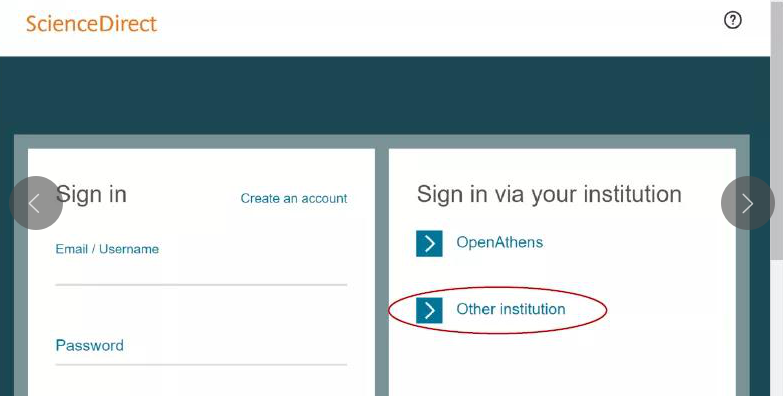 ScienceDirect
Sign in
Create an account
Email / Username
Password
Sign in via your institution
OpenAthens
Other institution